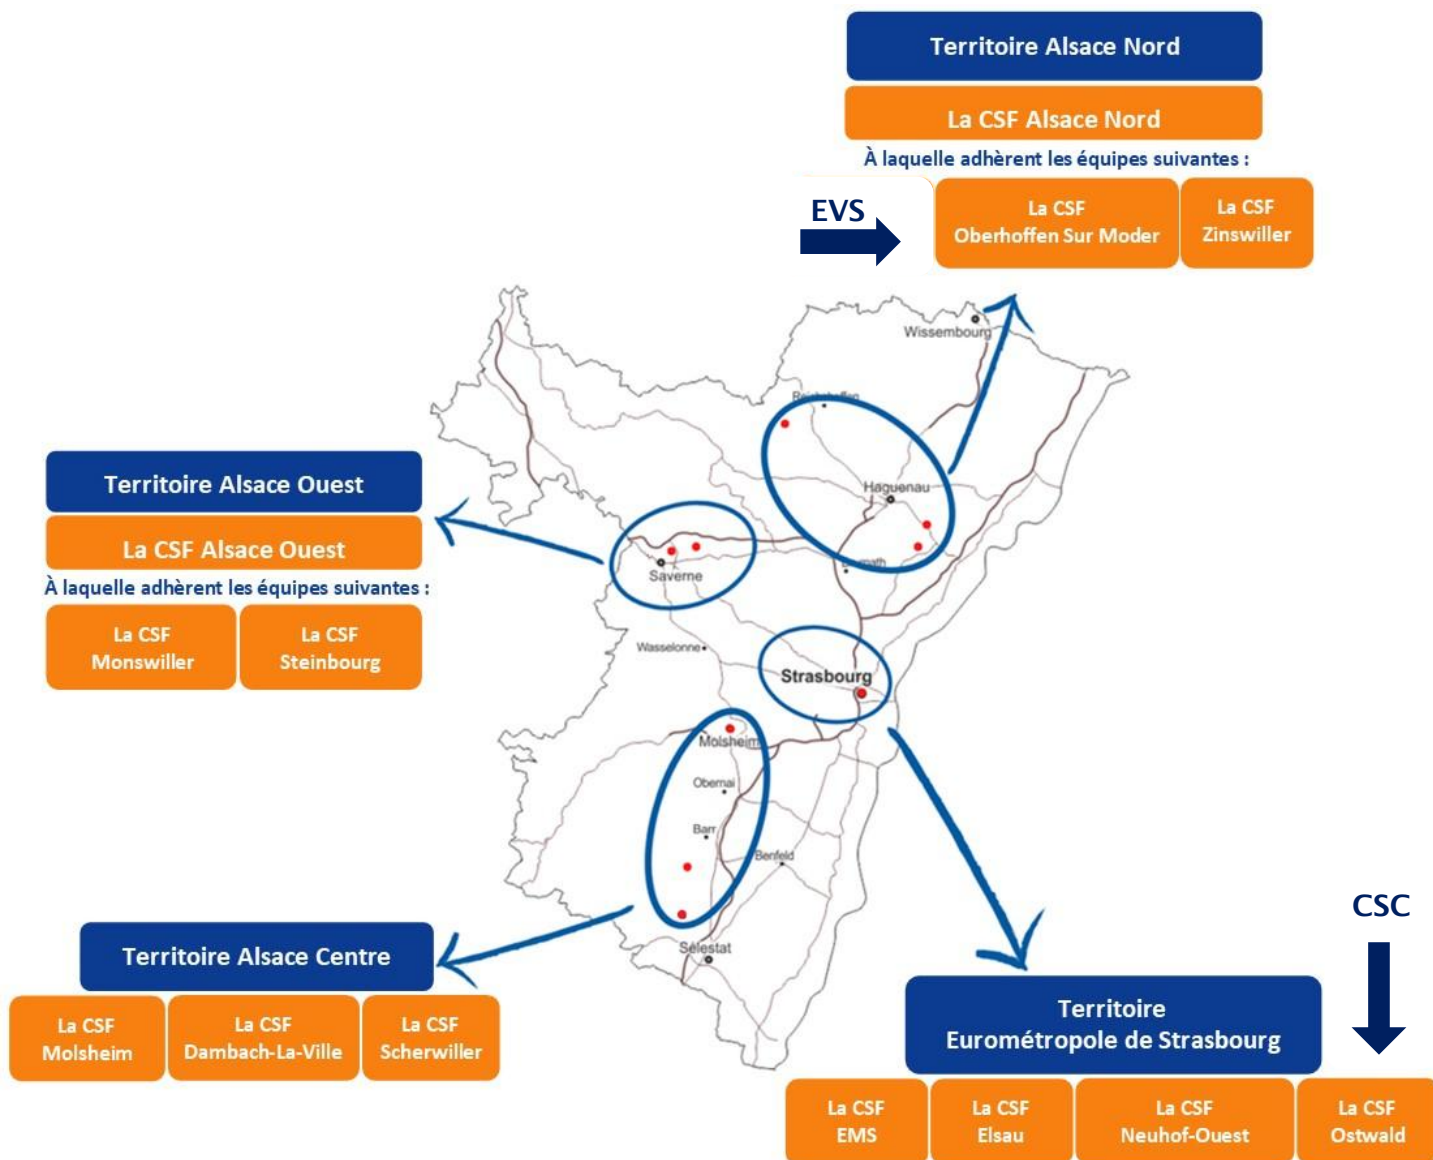 Territoire Alsace Nord
La CSF Alsace Nord
À laquelle adhèrent les équipes suivantes :
EVS
La CSF
Oberhoffen Sur Moder
La CSF
Zinswiller
Wissembourg
Reichshoffen
Haguenau
Territoire Alsace Ouest
La CSF Alsace Ouest
À laquelle adhèrent les équipes suivantes :
La CSF
Monswiller
La CSF
Steinbourg
Saverne
Wasselonne
Strasbourg
Molsheim
Obernai
Barr
Benfeld
Sélestat
Territoire Alsace Centre
La CSF
Molsheim
La CSF
Dambach-La-Ville
La CSF
Scherwiller
CSC
Territoire
Eurométropole de Strasbourg
La CSF
EMS
La CSF
Elsau
La CSF
Neuhof-Ouest
La CSF
Ostwald